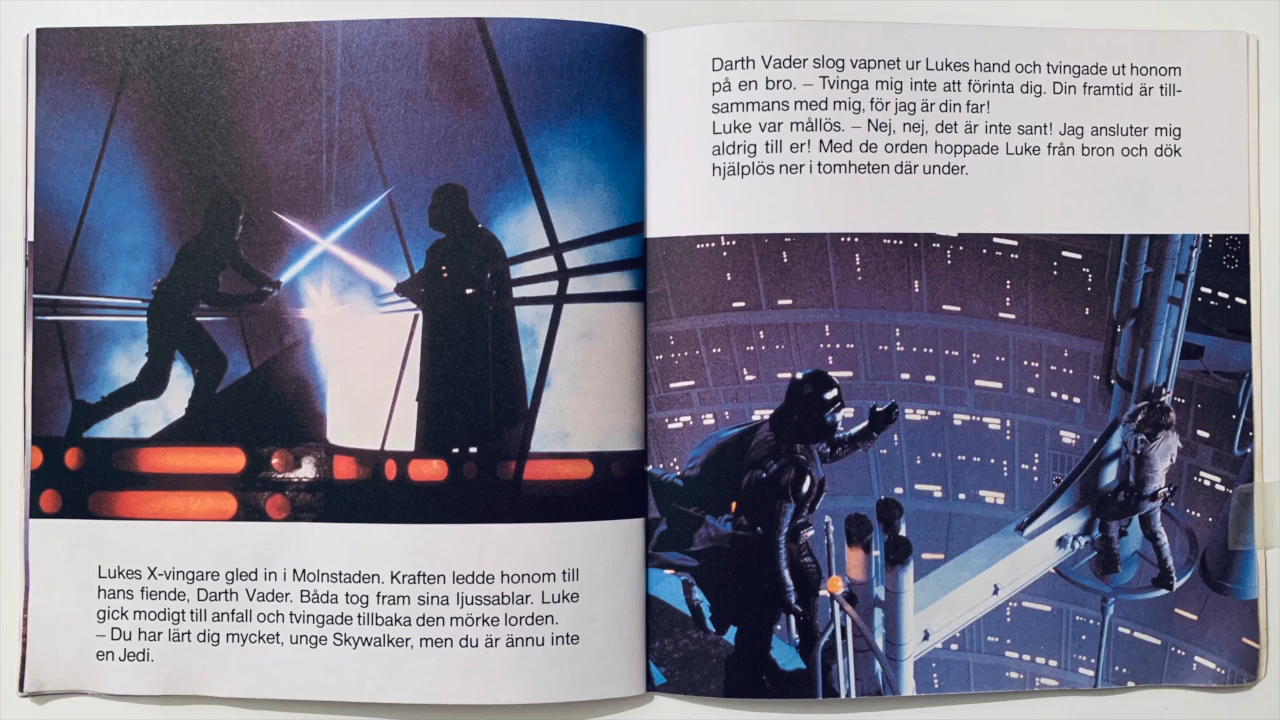 Lukes X-vingare gled in i Molnstaden. Kraften ledde honom till
hans fiende, Darth Vader. Båda tog fram sina ljussablar. Luke
gick modigt till anfall och tvingade tillbaka den mörke lorden.
– Du har lärt dig mycket, unge Skywalker, men du är ännu inte
en Jedi.
Darth Vader slog vapnet ur Lukes hand och tvingade ut honom
på en bro. – Tvinga mig inte att förinta dig. Din framtid är till-
sammans med mig, för jag är din far!
Luke var mållös. – Nej, nej, det är inte sant! Jag ansluter mig
aldrig till er! Med de orden hoppade Luke från bron och dök
hjälplös ner i tomheten där under.